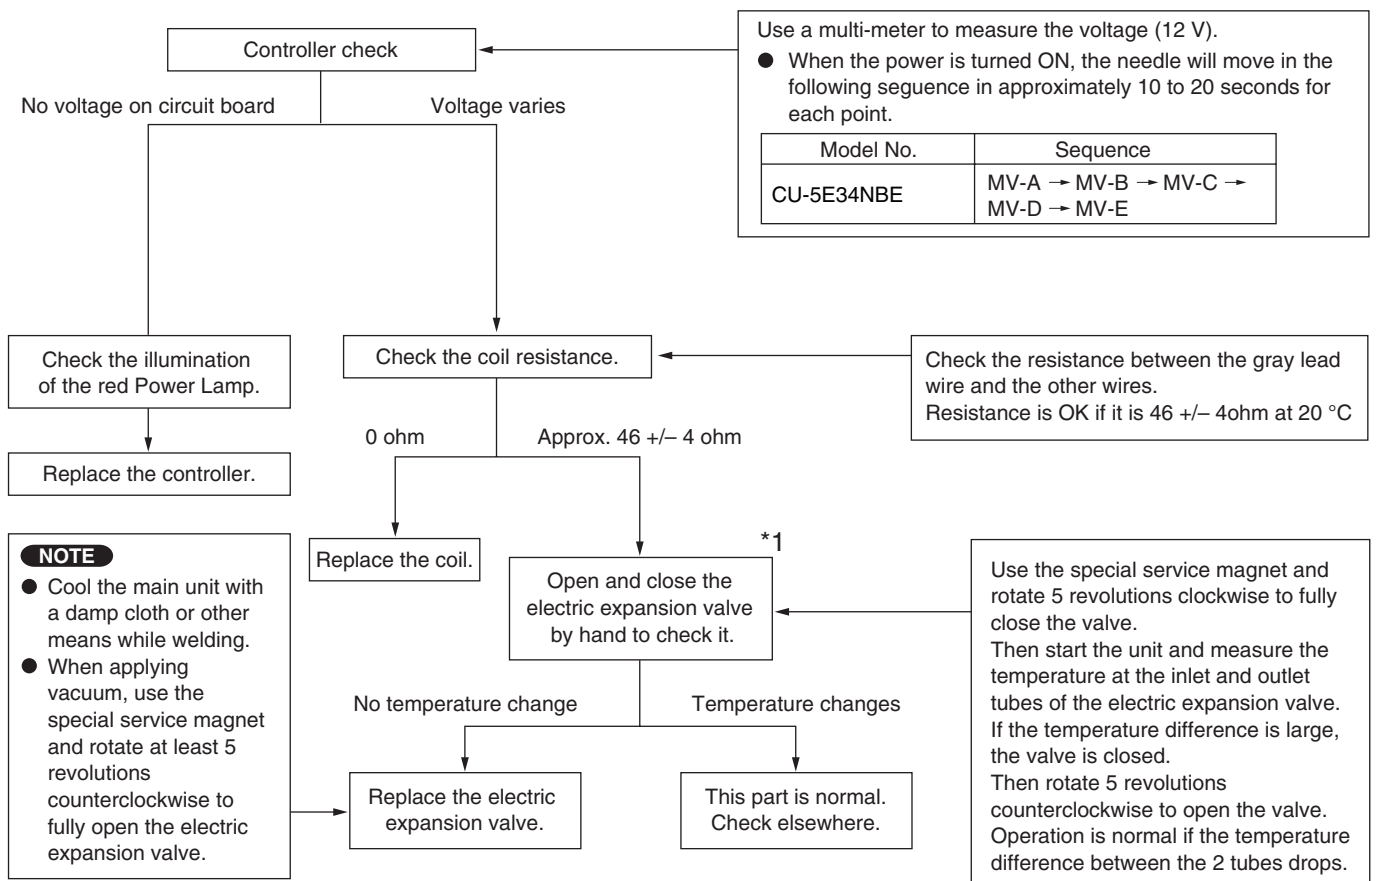 Controller check
Use a multi-meter to measure the voltage (12 V).
● When the power is turned ON, the needle will move in the
following seguence in approximately 10 to 20 seconds for
each point.
Model No. Sequence
CU-5E34NBE MV-A → MV-B → MV-C →
MV-D → MV-E
No voltage on circuit board Voltage varies
Check the illumination
of the red Power Lamp.
Check the coil resistance.
Check the resistance between the gray lead
wire and the other wires.
Resistance is OK if it is 46 +/– 4ohm at 20 °C
Replace the controller.
0 ohm Approx. 46 +/– 4 ohm
Replace the coil.
*1
Open and close the
electric expansion valve
by hand to check it.
Use the special service magnet and
rotate 5 revolutions clockwise to fully
close the valve.
Then start the unit and measure the
temperature at the inlet and outlet
tubes of the electric expansion valve.
If the temperature difference is large,
the valve is closed.
Then rotate 5 revolutions
counterclockwise to open the valve.
Operation is normal if the temperature
difference between the 2 tubes drops.
NOTE
● Cool the main unit with
a damp cloth or other
means while welding.
● When applying
vacuum, use the
special service magnet
and rotate at least 5
revolutions
counterclockwise to
fully open the electric
expansion valve.
No temperature change Temperature changes
Replace the electric
expansion valve.
This part is normal.
Check elsewhere.